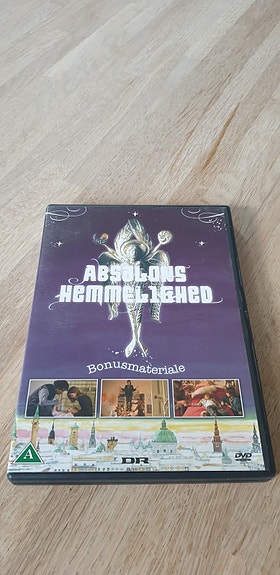 ABSALONS
HEMMELIGHED
Bonusmateriale
A
DR
DVD